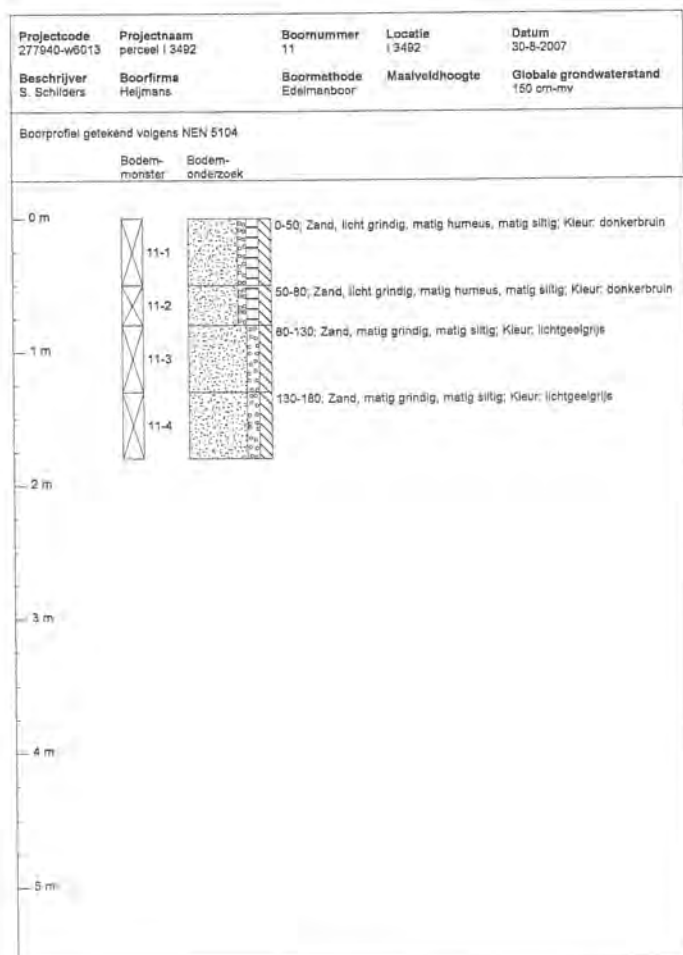 Projectcode Projectnaam Boornummer Locatie Datum
277940-w6013 perceel I 3492 11 I 3492 30-8-2007
Beschrijver Boorfirma Boormethode Maaiveldhoogte Globale grondwaterstand
S. Schilders Heijmans Edelmanboor 150 cm-mv
Boorprofiel getekend volgens NEN 5104
Bodem- Bodem-
monster onderzoek
0 m 0-50; Zand, licht grindig, matig humeus, matig siltig; Kleur: donkerbruin
11-1
50-80; Zand, licht grindig, matig humeus, matig siltig; Kleur: donkerbruin
11-2
80-130; Zand, matig grindig, matig siltig; Kleur: lichtgeelgrijs
1 m 11-3
130-180; Zand, matig grindig, matig siltig; Kleur: lichtgeelgrijs
11-4
2 m
3 m
4 m
5 m